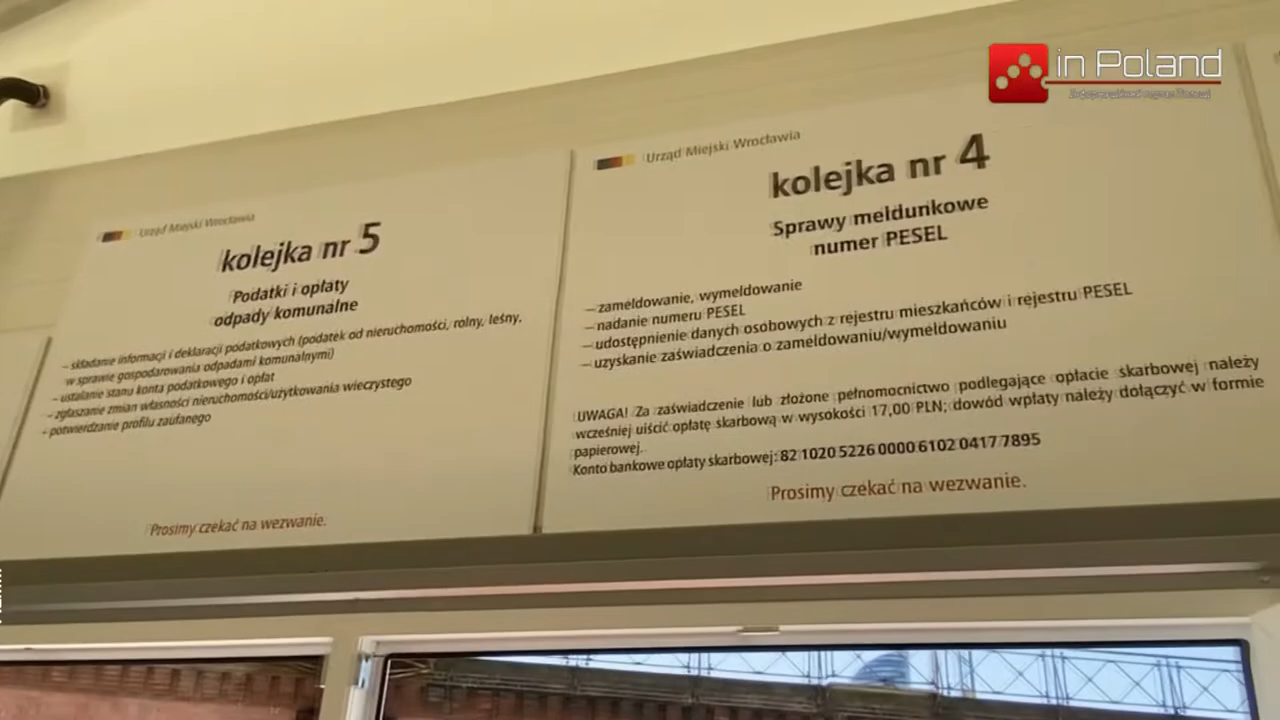 in Poland
Інформаційний портал Польщі
Urząd Miejski Wrocławia
kolejka nr 5
Podatki i opłaty
odpady komunalne
– składanie informacji i deklaracji podatkowych (podatek od nieruchomości, rolny, leśny,
w sprawie gospodarowania odpadami komunalnymi)
– ustalanie stanu konta podatkowego i opłat
– zgłaszanie zmian własności nieruchomości/użytkowania wieczystego
– potwierdzanie profilu zaufanego
Prosimy czekać na wezwanie.
Urząd Miejski Wrocławia
kolejka nr 4
Sprawy meldunkowe
numer PESEL
– zameldowanie, wymeldowanie
– nadanie numeru PESEL
– udostępnienie danych osobowych z rejestru mieszkańców i rejestru PESEL
– uzyskanie zaświadczenia o zameldowaniu/wymeldowaniu
UWAGA! Za zaświadczenie lub złożone pełnomocnictwo podlegające opłacie skarbowej należy
wcześniej uiścić opłatę skarbową w wysokości 17,00 PLN; dowód wpłaty należy dołączyć w formie
papierowej.
Konto bankowe opłaty skarbowej: 82 1020 5226 0000 6102 0417 7895
Prosimy czekać na wezwanie.